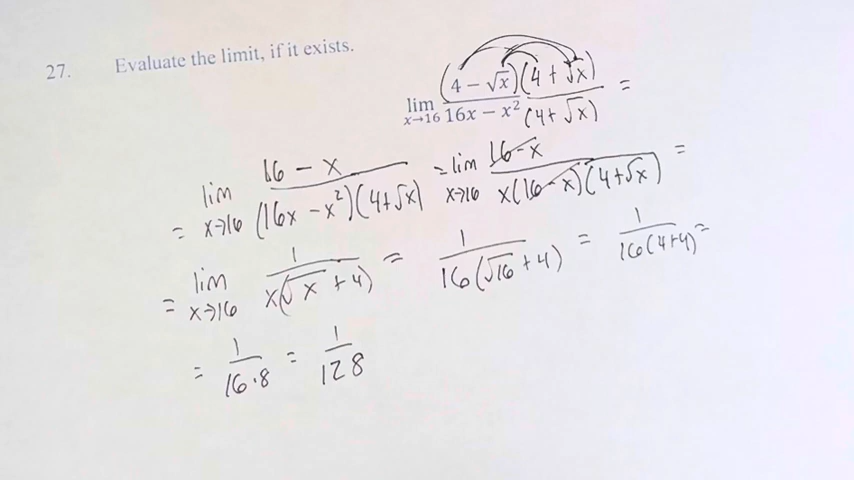 27. Evaluate the limit, if it exists.
lim x→16 (4 − √x)(4 + √x) / 16x − x² (4 + √x) =
= lim x→16 16 − x / (16x − x²)(4+√x) = lim x→16 16 − x / x(16 − x)(4+√x) =
= lim x→16 1 / x(√x + 4) = 1 / 16(√16 + 4) = 1 / 16(4+4) =
= 1 / 16·8 = 1 / 128